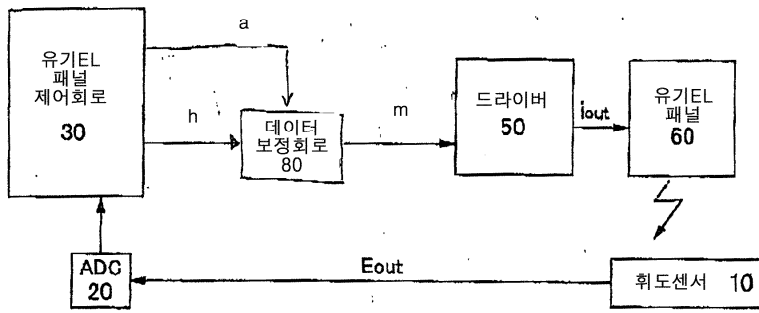 a
유기EL
패널
제어회로
30
h
데이터
보정회로
80
m
드라이버
50
iout
유기EL
패널
60
ADC
20
Eout
휘도센서 10